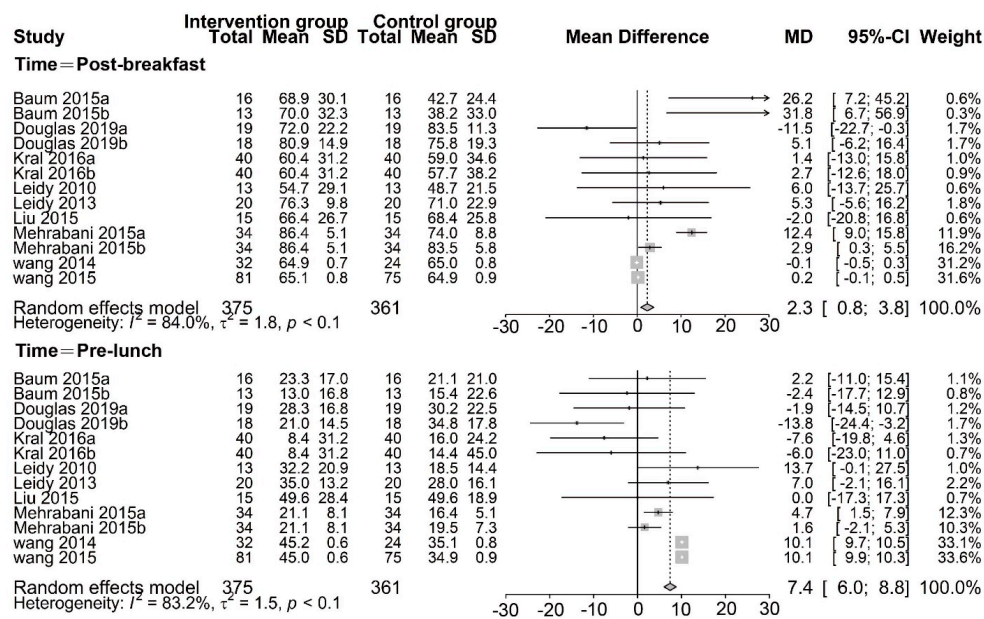 Intervention group Control group
Study Total Mean SD Total Mean SD Mean Difference MD 95%-CI Weight
Time=Post-breakfast
Baum 2015a 16 68.9 30.1 16 42.7 24.4 26.2 [ 7.2; 45.2] 0.6%
Baum 2015b 13 70.0 32.3 13 38.2 33.0 31.8 [ 6.7; 56.9] 0.3%
Douglas 2019a 19 72.0 22.2 19 83.5 11.3 -11.5 [-22.7; -0.3] 1.7%
Douglas 2019b 18 80.9 14.9 18 75.8 19.3 5.1 [-6.2; 16.4] 1.7%
Kral 2016a 40 60.4 31.2 40 59.0 34.6 1.4 [-13.0; 15.8] 1.0%
Kral 2016b 40 60.4 31.2 40 57.7 38.2 2.7 [-12.6; 18.0] 0.9%
Leidy 2010 13 54.7 29.1 13 48.7 21.5 6.0 [-13.7; 25.7] 0.6%
Leidy 2013 20 76.3 9.8 20 71.0 22.9 5.3 [-5.6; 16.2] 1.8%
Liu 2015 15 66.4 26.7 15 68.4 25.8 -2.0 [-20.8; 16.8] 0.6%
Mehrabani 2015a 34 86.4 5.1 34 74.0 8.8 12.4 [ 9.0; 15.8] 11.9%
Mehrabani 2015b 34 86.4 5.1 34 83.5 5.8 2.9 [ 0.3; 5.5] 16.2%
wang 2014 32 64.9 0.7 24 65.0 0.8 -0.1 [-0.5; 0.3] 31.2%
wang 2015 81 65.1 0.8 75 64.9 0.9 0.2 [-0.1; 0.5] 31.6%
Random effects model 375 361 2.3 [ 0.8; 3.8] 100.0%
Heterogeneity: I² = 84.0%, τ² = 1.8, p < 0.1
-30 -20 -10 0 10 20 30
Time=Pre-lunch
Baum 2015a 16 23.3 17.0 16 21.1 21.0 2.2 [-11.0; 15.4] 1.1%
Baum 2015b 13 13.0 16.8 13 15.4 22.6 -2.4 [-17.7; 12.9] 0.8%
Douglas 2019a 19 28.3 16.8 19 30.2 22.5 -1.9 [-14.5; 10.7] 1.2%
Douglas 2019b 18 21.0 14.5 18 34.8 17.8 -13.8 [-24.4; -3.2] 1.7%
Kral 2016a 40 8.4 31.2 40 16.0 24.2 -7.6 [-19.8; 4.6] 1.3%
Kral 2016b 40 8.4 31.2 40 14.4 45.0 -6.0 [-23.0; 11.0] 0.7%
Leidy 2010 13 32.2 20.9 13 18.5 14.4 13.7 [ -0.1; 27.5] 1.0%
Leidy 2013 20 35.0 13.2 20 28.0 16.1 7.0 [-2.1; 16.1] 2.2%
Liu 2015 15 49.6 28.4 15 49.6 18.9 0.0 [-17.3; 17.3] 0.7%
Mehrabani 2015a 34 21.1 8.1 34 16.4 5.1 4.7 [ 1.5; 7.9] 12.3%
Mehrabani 2015b 34 21.1 8.1 34 19.5 7.3 1.6 [-2.1; 5.3] 10.3%
wang 2014 32 45.2 0.6 24 35.1 0.8 10.1 [ 9.7; 10.5] 33.1%
wang 2015 81 45.0 0.6 75 34.9 0.9 10.1 [ 9.9; 10.3] 33.6%
Random effects model 375 361 7.4 [ 6.0; 8.8] 100.0%
Heterogeneity: I² = 83.2%, τ² = 1.5, p < 0.1
-30 -20 -10 0 10 20 30